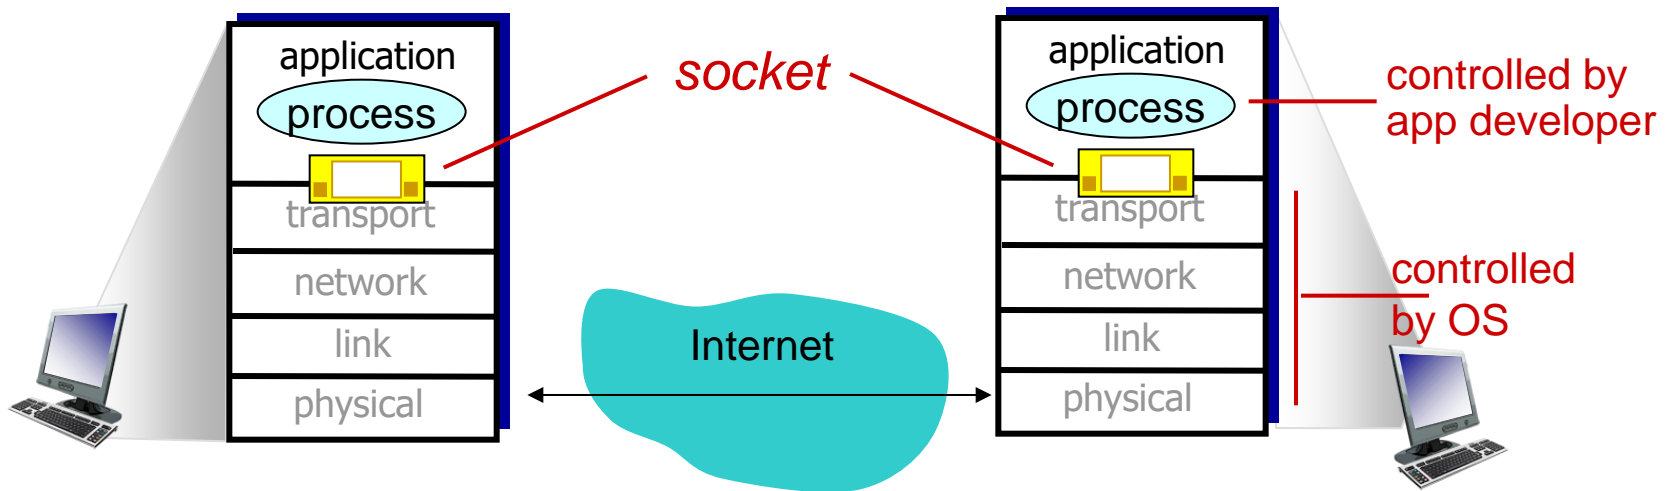 application
process
transport
network
link
physical
socket
Internet
application
process
transport
network
link
physical
controlled by
app developer
controlled
by OS